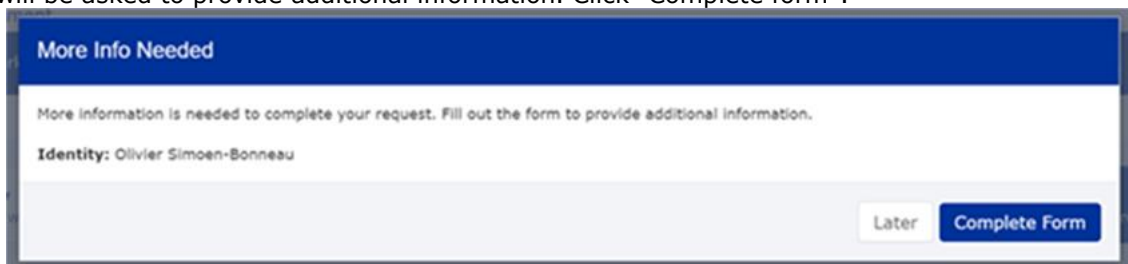 will be asked to provide additional information. Click "Complete form".
More Info Needed
More information is needed to complete your request. Fill out the form to provide additional information.
Identity: Olivier Simoen-Bonneau
Later
Complete Form